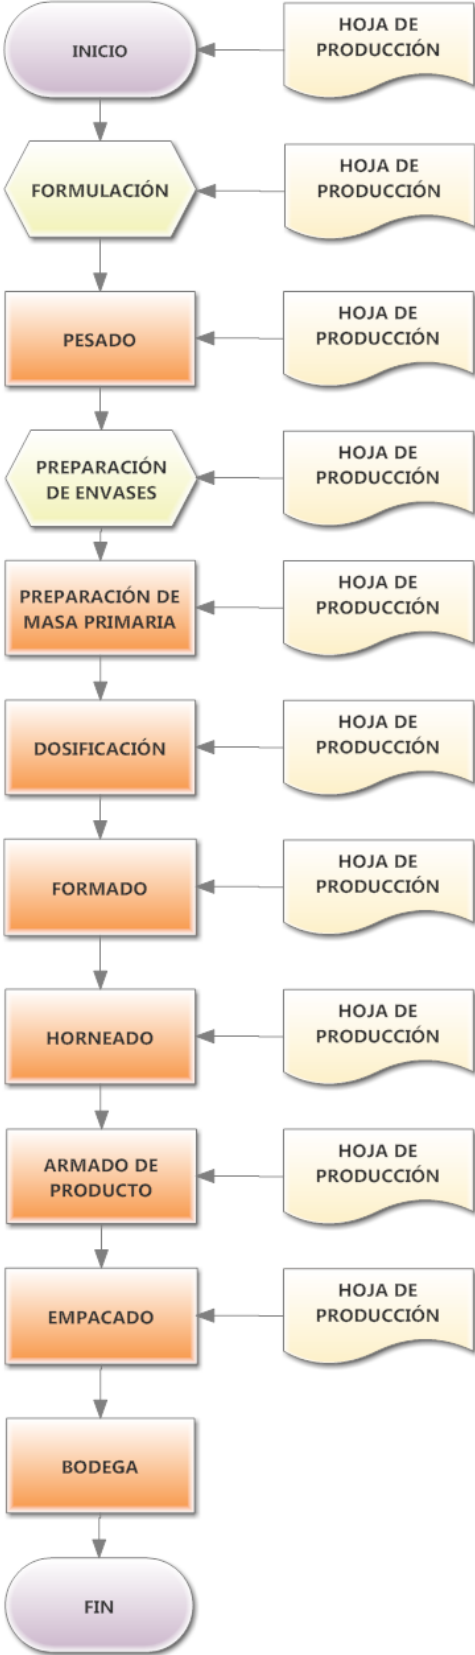 INICIO
HOJA DE
PRODUCCIÓN
FORMULACIÓN
HOJA DE
PRODUCCIÓN
PESADO
HOJA DE
PRODUCCIÓN
PREPARACIÓN
DE ENVASES
HOJA DE
PRODUCCIÓN
PREPARACIÓN DE
MASA PRIMARIA
HOJA DE
PRODUCCIÓN
DOSIFICACIÓN
HOJA DE
PRODUCCIÓN
FORMADO
HOJA DE
PRODUCCIÓN
HORNEADO
HOJA DE
PRODUCCIÓN
ARMADO DE
PRODUCTO
HOJA DE
PRODUCCIÓN
EMPACADO
HOJA DE
PRODUCCIÓN
BODEGA
FIN